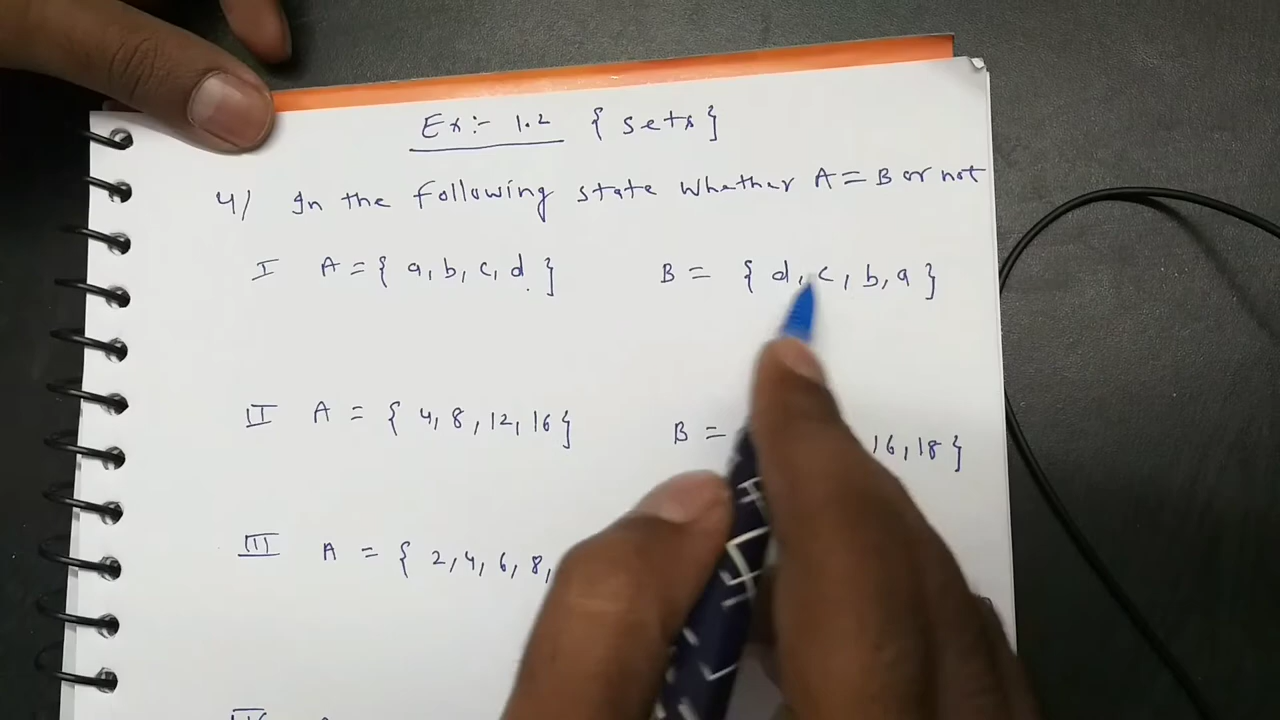 Ex:- 1.2 { sets }
4) In the following state whether A = B or not
I A = { a, b, c, d. } B = { d, c, b, a }
II A = { 4, 8, 12, 16 } B = 16, 18 }
III A = { 2, 4, 6, 8,